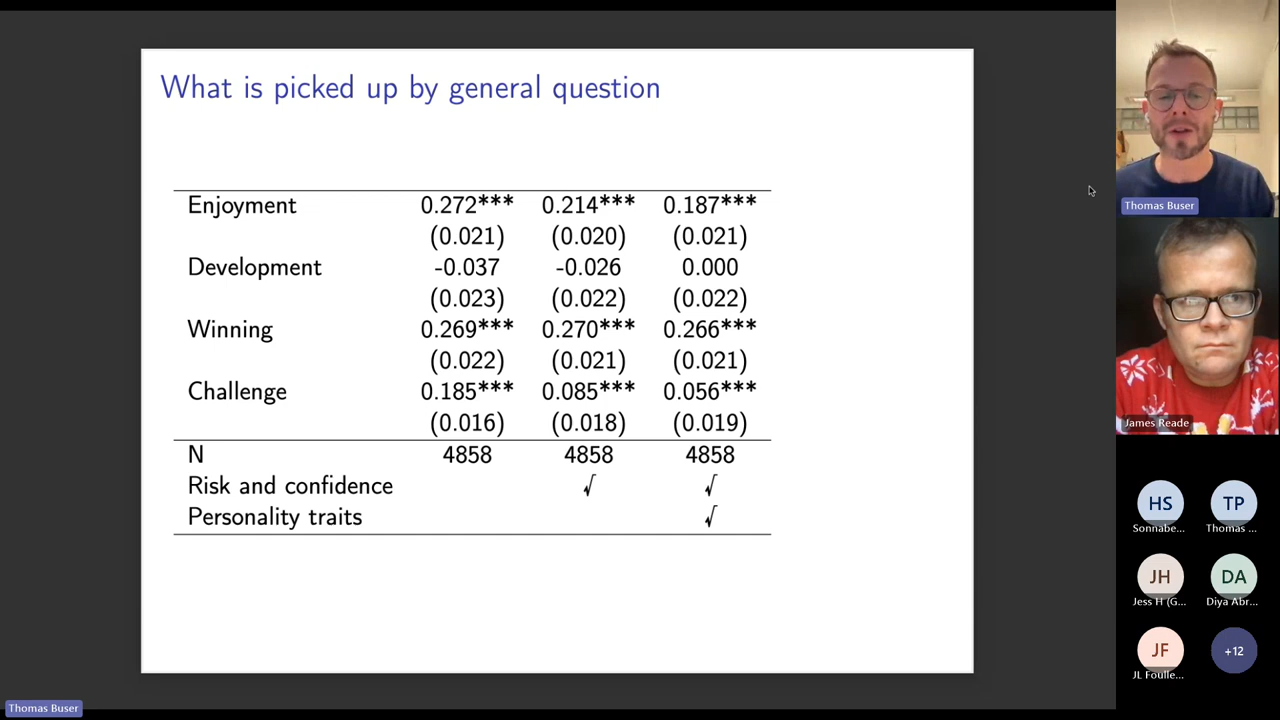 What is picked up by general question
Enjoyment 0.272*** 0.214*** 0.187***
(0.021) (0.020) (0.021)
Development -0.037 -0.026 0.000
(0.023) (0.022) (0.022)
Winning 0.269*** 0.270*** 0.266***
(0.022) (0.021) (0.021)
Challenge 0.185*** 0.085*** 0.056***
(0.016) (0.018) (0.019)
N 4858 4858 4858
Risk and confidence √ √
Personality traits √
Thomas Buser
James Reade
HS TP
Sonnabe... Thomas ...
JH DA
Jess H (G... Diya Abr...
JF +12
JL Foulle...
Thomas Buser